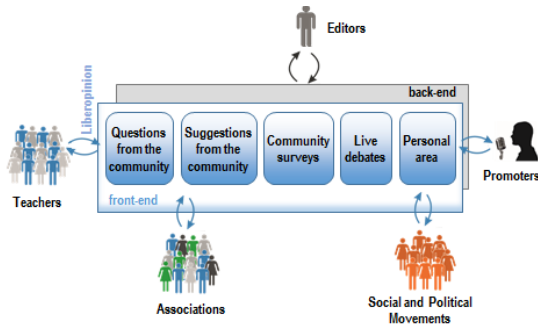 Editors
back-end
Liberopinion
Questions
from the
community
Suggestions
from the
community
Community
surveys
Live
debates
Personal
area
front-end
Teachers
Promoters
Associations
Social and Political
Movements